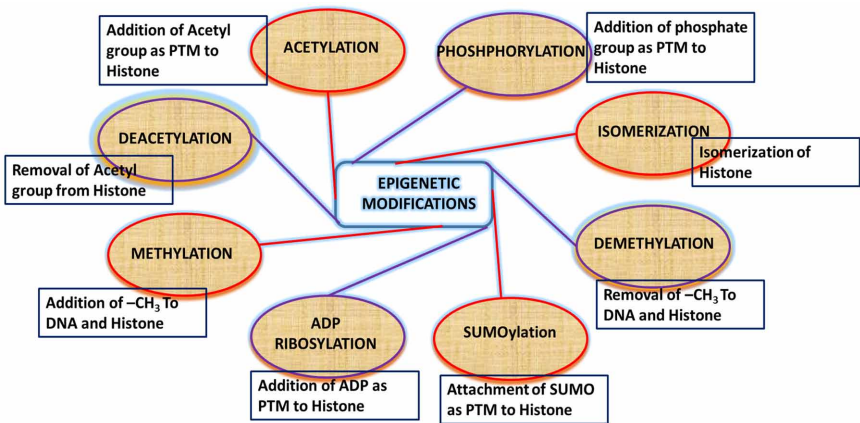 Addition of Acetyl
group as PTM to
Histone
ACETYLATION
PHOSHPHORYLATION
Addition of phosphate
group as PTM to
Histone
DEACETYLATION
Removal of Acetyl
group from Histone
ISOMERIZATION
Isomerization of
Histone
EPIGENETIC
MODIFICATIONS
METHYLATION
Addition of –CH₃ To
DNA and Histone
DEMETHYLATION
Removal of –CH₃ To
DNA and Histone
ADP
RIBOSYLATION
Addition of ADP as
PTM to Histone
SUMOylation
Attachment of SUMO
as PTM to Histone